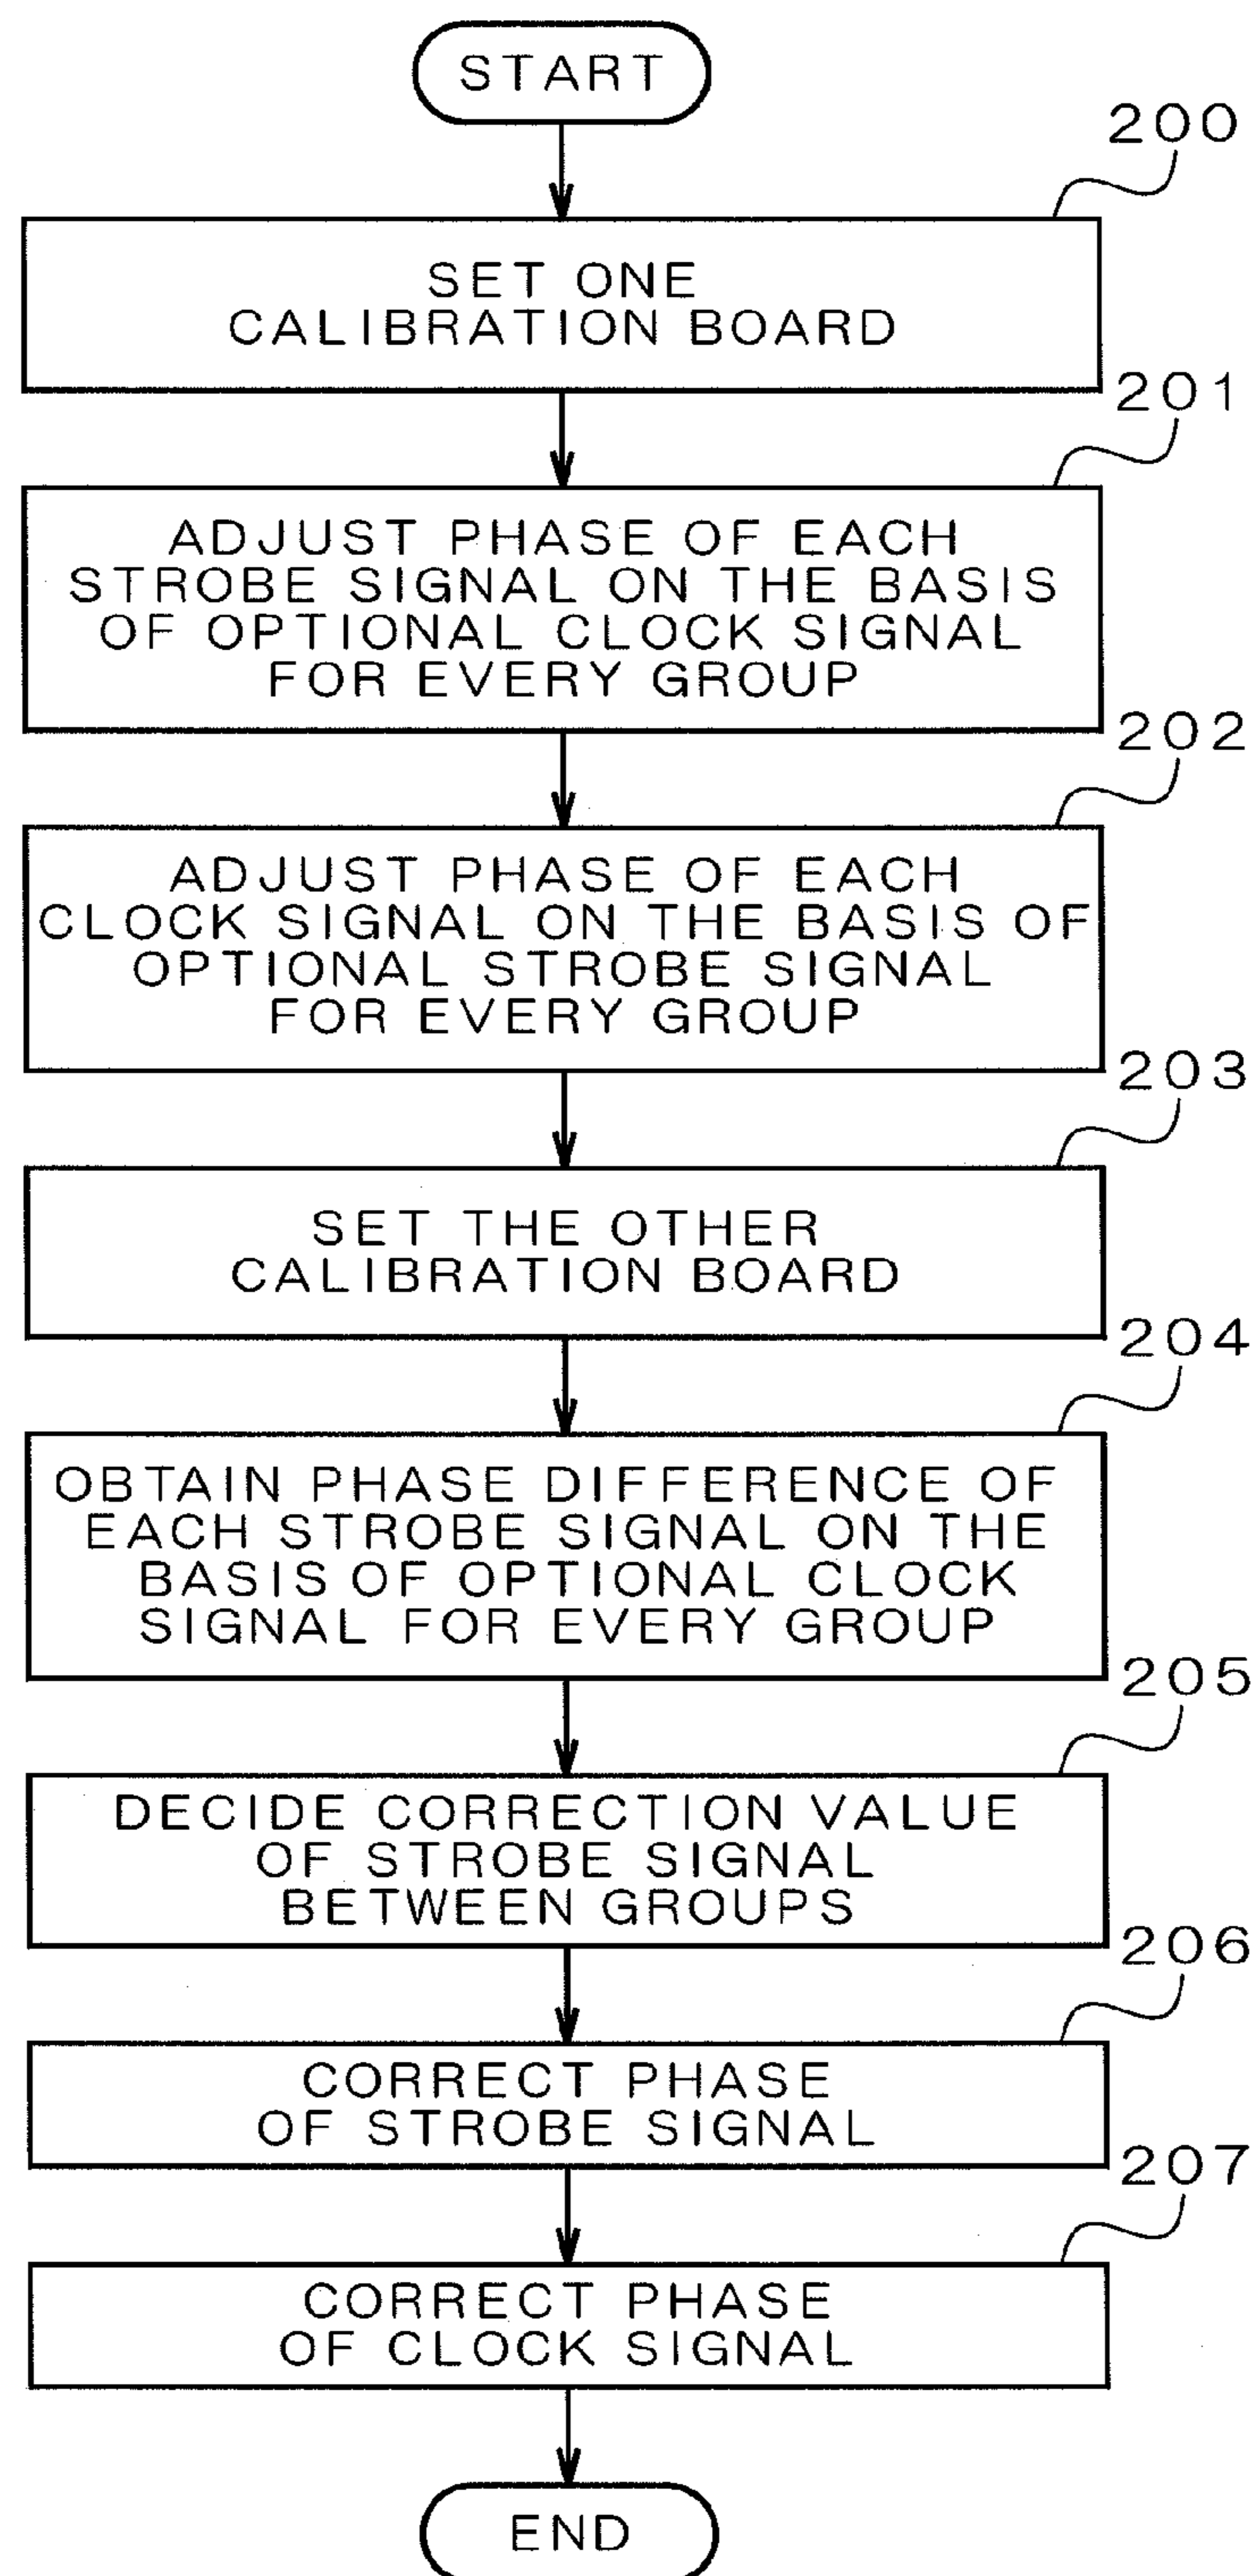 START
200
SET ONE
CALIBRATION BOARD
201
ADJUST PHASE OF EACH
STROBE SIGNAL ON THE BASIS
OF OPTIONAL CLOCK SIGNAL
FOR EVERY GROUP
202
ADJUST PHASE OF EACH
CLOCK SIGNAL ON THE BASIS OF
OPTIONAL STROBE SIGNAL
FOR EVERY GROUP
203
SET THE OTHER
CALIBRATION BOARD
204
OBTAIN PHASE DIFFERENCE OF
EACH STROBE SIGNAL ON THE
BASIS OF OPTIONAL CLOCK
SIGNAL FOR EVERY GROUP
205
DECIDE CORRECTION VALUE
OF STROBE SIGNAL
BETWEEN GROUPS
206
CORRECT PHASE
OF STROBE SIGNAL
207
CORRECT PHASE
OF CLOCK SIGNAL
END